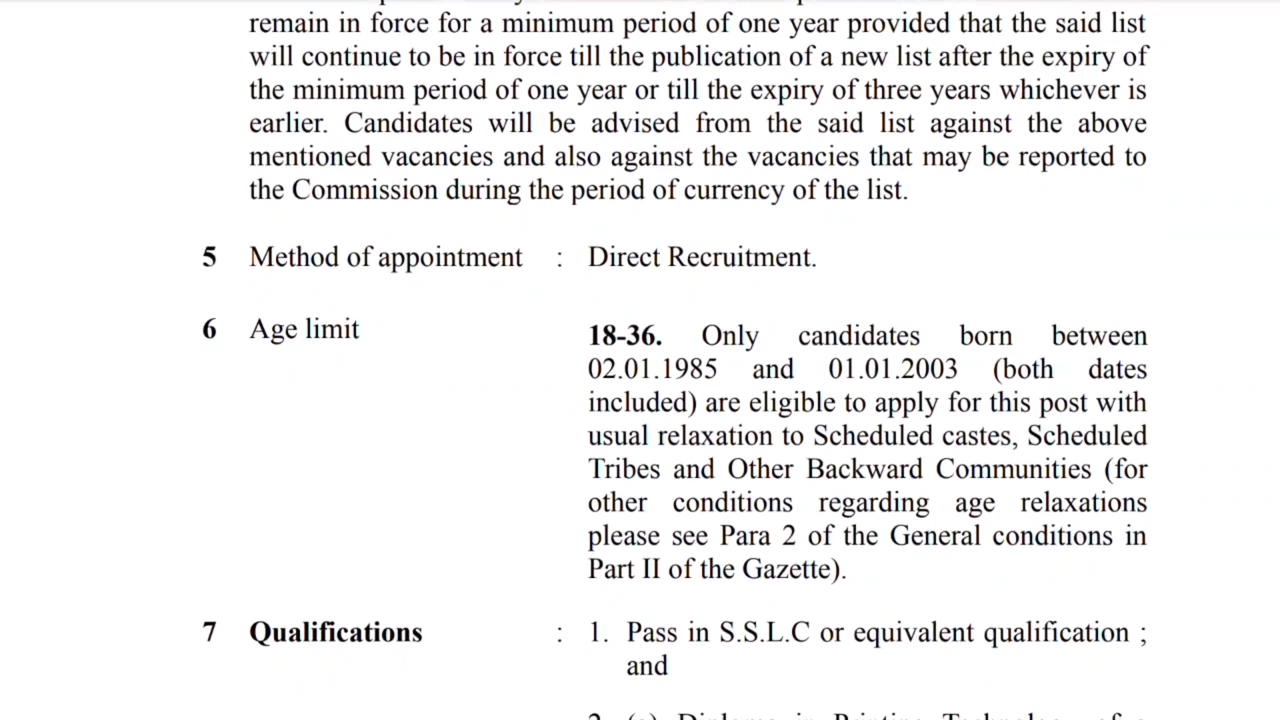 remain in force for a minimum period of one year provided that the said list
will continue to be in force till the publication of a new list after the expiry of
the minimum period of one year or till the expiry of three years whichever is
earlier. Candidates will be advised from the said list against the above
mentioned vacancies and also against the vacancies that may be reported to
the Commission during the period of currency of the list.
5 Method of appointment : Direct Recruitment.
6 Age limit 18-36. Only candidates born between
02.01.1985 and 01.01.2003 (both dates
included) are eligible to apply for this post with
usual relaxation to Scheduled castes, Scheduled
Tribes and Other Backward Communities (for
other conditions regarding age relaxations
please see Para 2 of the General conditions in
Part II of the Gazette).
7 Qualifications : 1. Pass in S.S.L.C or equivalent qualification ;
and
2. (a) Diploma in Printing Technology of a